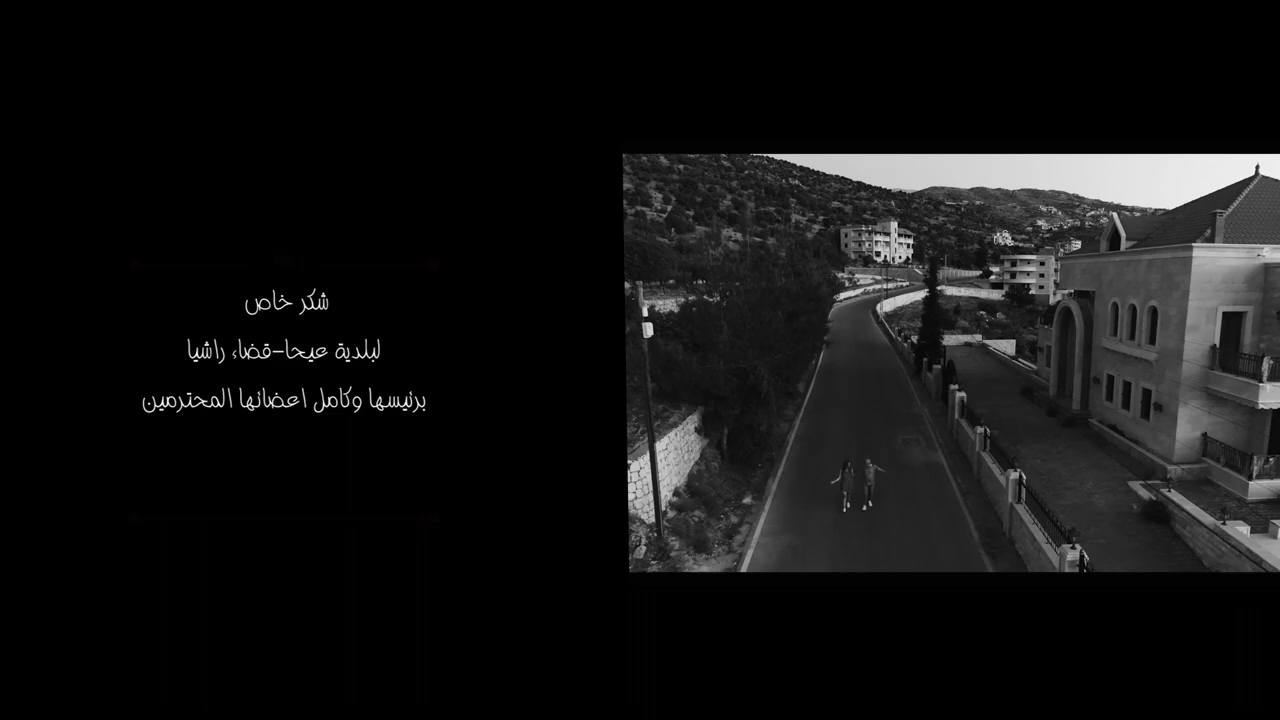 شكر خاص
لبلدية عيحا-قضاء راشيا
برئيسها وكامل اعضائها المحترمين